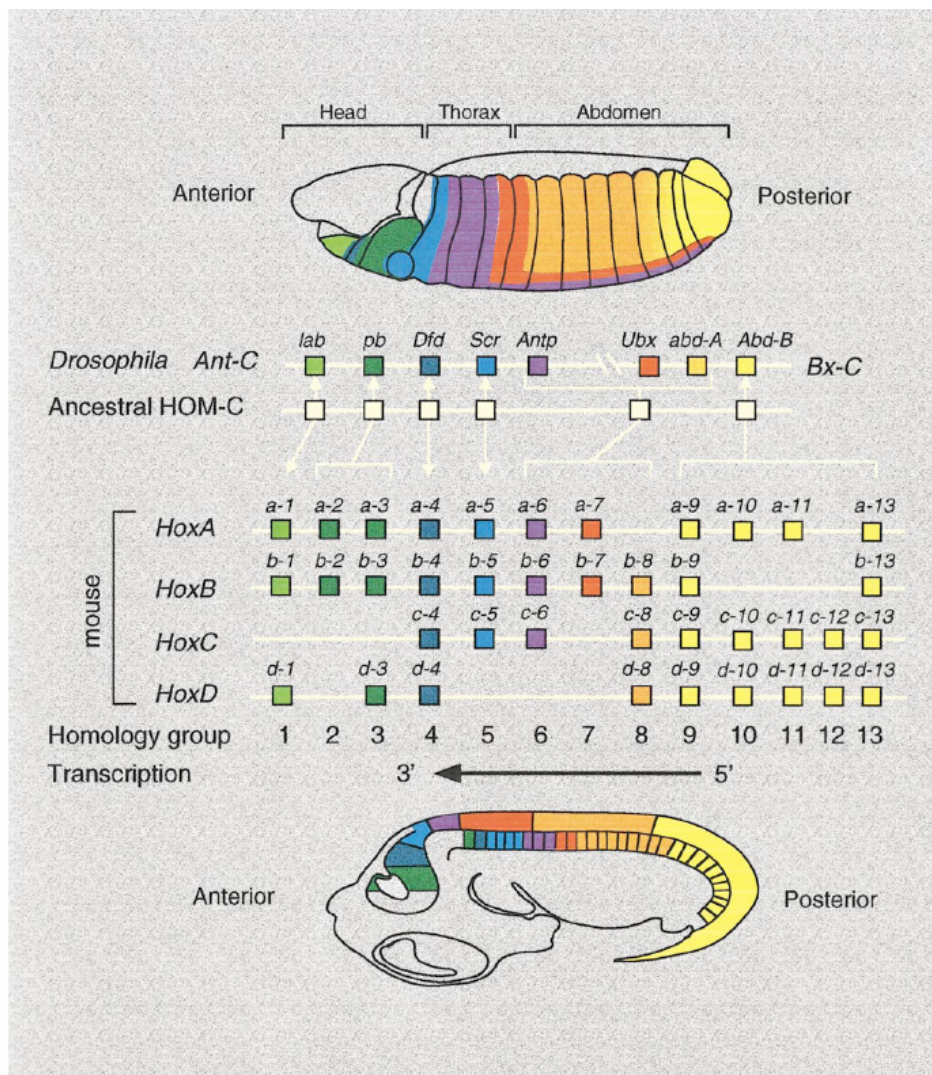 Head Thorax Abdomen
Anterior Posterior
lab pb Dfd Scr Antp Ubx abd-A Abd-B
Drosophila Ant-C Bx-C
Ancestral HOM-C
a-1 a-2 a-3 a-4 a-5 a-6 a-7 a-9 a-10 a-11 a-13
HoxA
b-1 b-2 b-3 b-4 b-5 b-6 b-7 b-8 b-9 b-13
HoxB
mouse
c-4 c-5 c-6 c-8 c-9 c-10 c-11 c-12 c-13
HoxC
d-1 d-3 d-4 d-8 d-9 d-10 d-11 d-12 d-13
HoxD
Homology group 1 2 3 4 5 6 7 8 9 10 11 12 13
Transcription 3’ 5’
Anterior Posterior